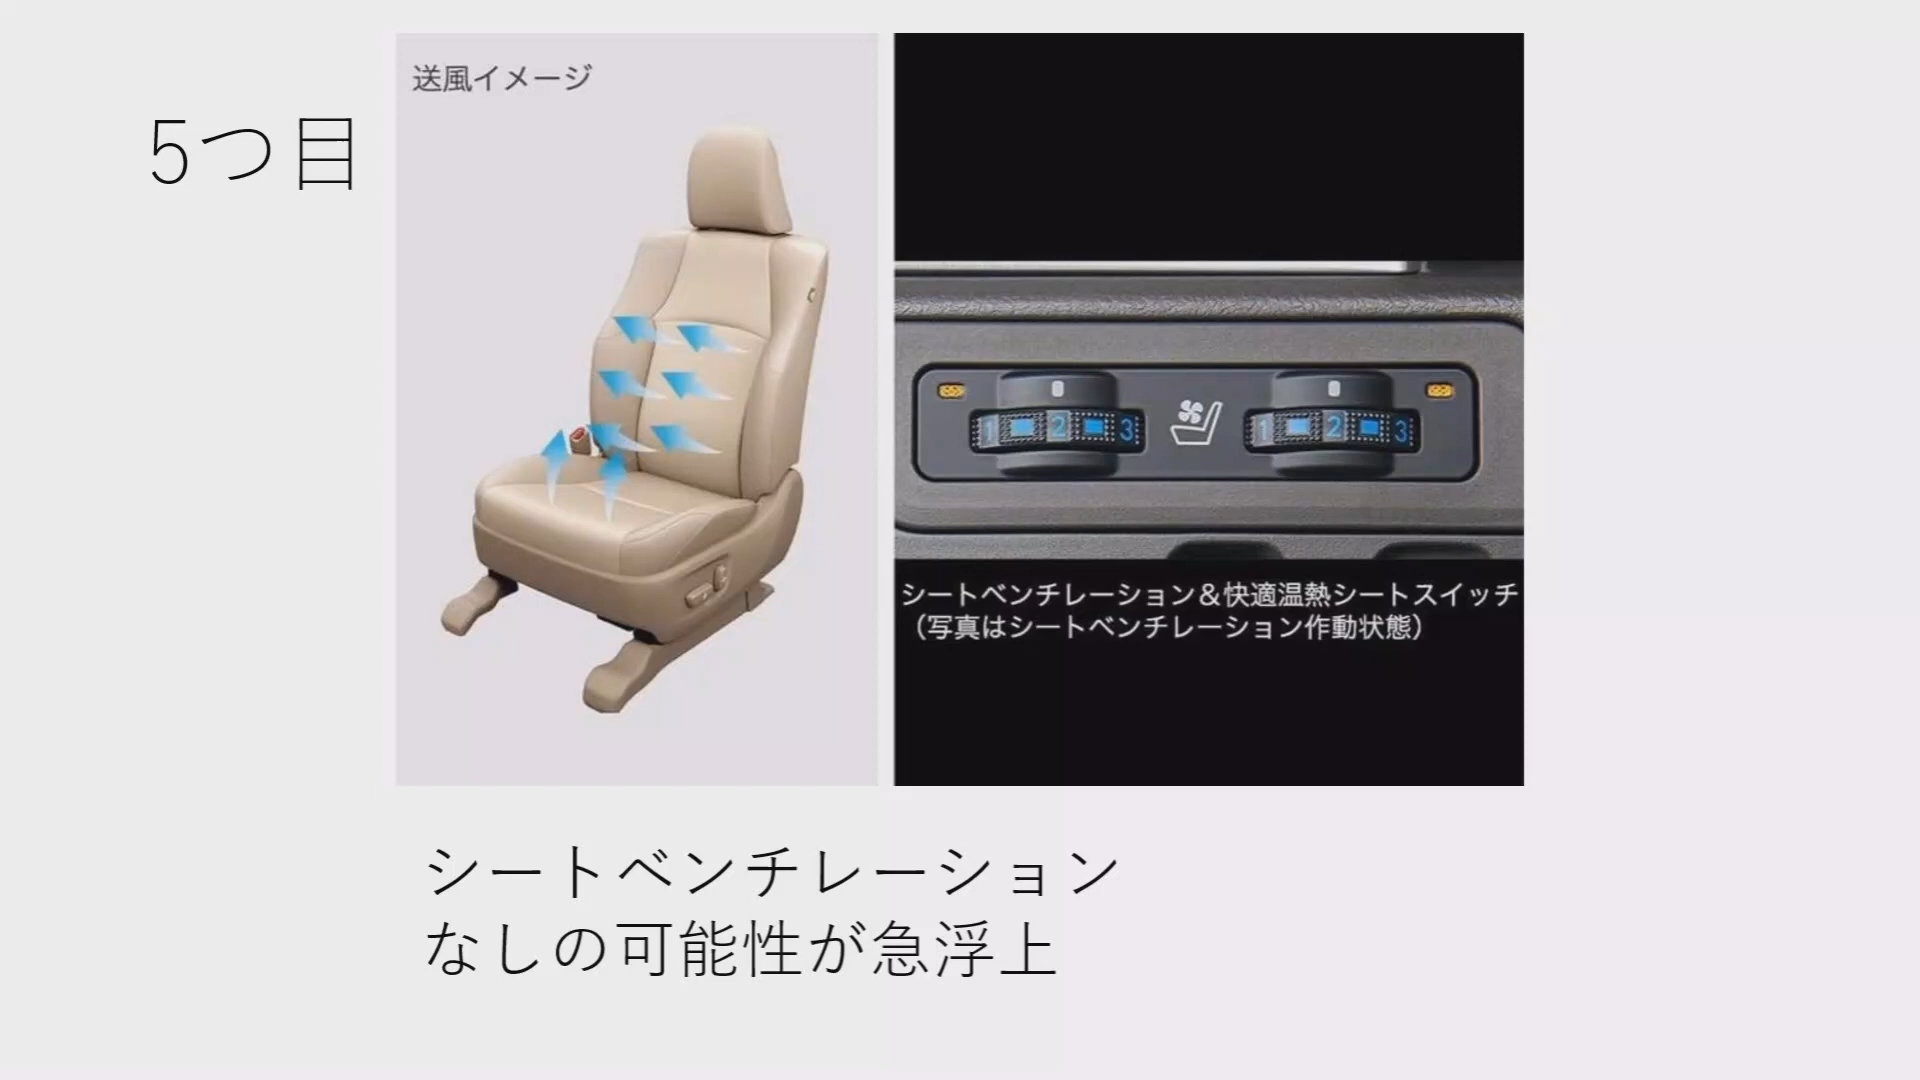 5つ目
送風イメージ
1 2 3
1 2 3
シートベンチレーション＆快適温熱シートスイッチ
（写真はシートベンチレーション作動状態）
シートベンチレーション
なしの可能性が急浮上